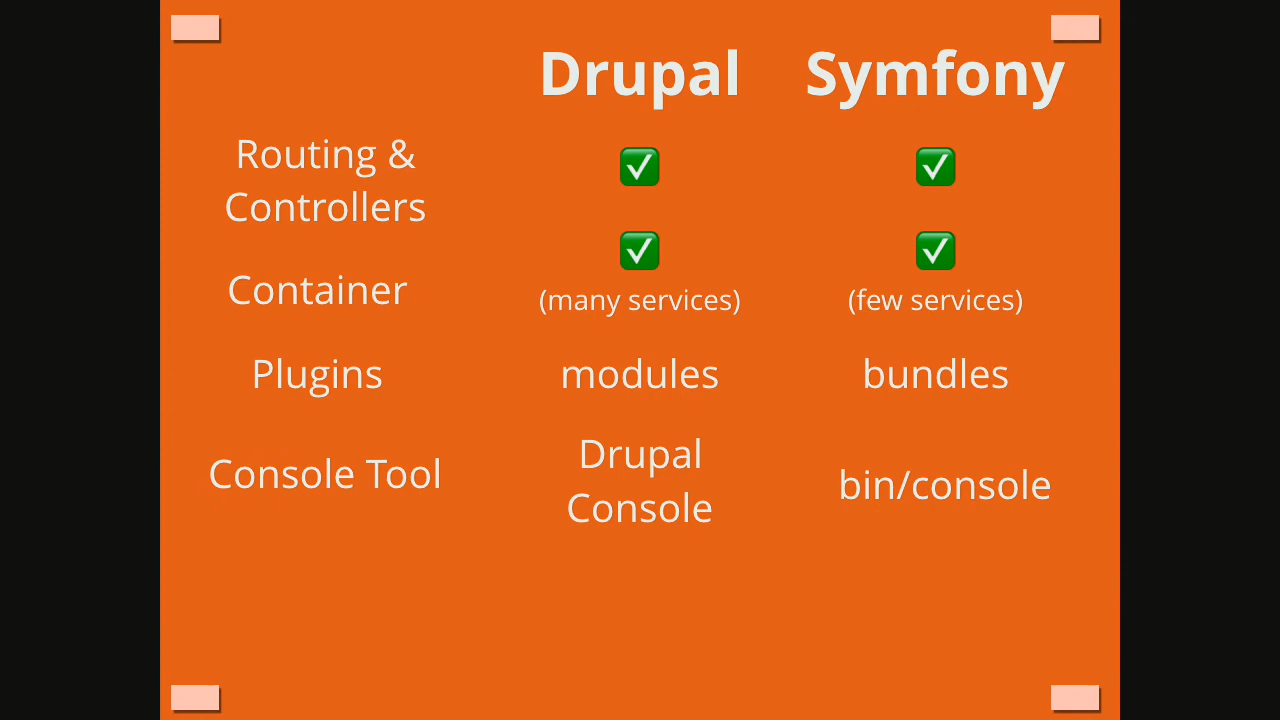 Drupal Symfony
Routing &
Controllers
✅ ✅
Container
✅ ✅
(many services) (few services)
Plugins modules bundles
Console Tool
Drupal
Console
bin/console